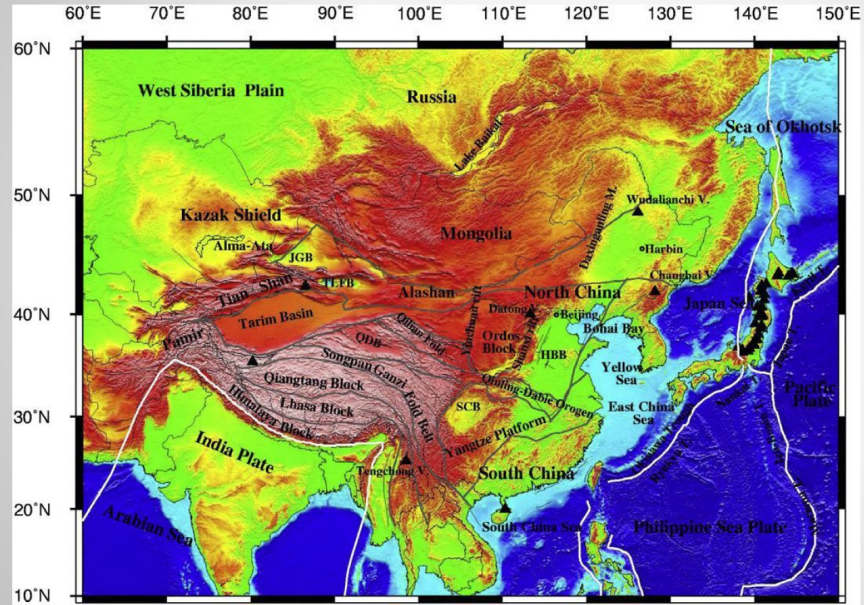 60°E 70°E 80°E 90°E 100°E 110°E 120°E 130°E 140°E 150°E
60°N
50°N
40°N
30°N
20°N
10°N
West Siberia Plain
Russia
Sea of Okhotsk
Lake Baikal
Kazak Shield
Alma-Ata
JGB
Mongolia
Daxinganling M.
Wudalianchi V.
Harbin
Changbai V.
Tian-Shan
TLFB
Alashan
North China
Datong
Beijing
Japan Sea
Tarim Basin
Pamir
QDB
Qilian Fold
Yinchuan rift
Ordos
Block
Shanxi rift
Bohai Bay
HBB
Songpan Ganzi
Fold Belt
Qiangtang Block
Lhasa Block
Himalaya Block
Qinling-Dabie Orogen
SCB
Yangtze Platform
Yellow
Sea
East China
Sea
Pacific
Plate
India Plate
Tengchong V.
South China
South China Sea
Arabian Sea
Philippine Sea Plate